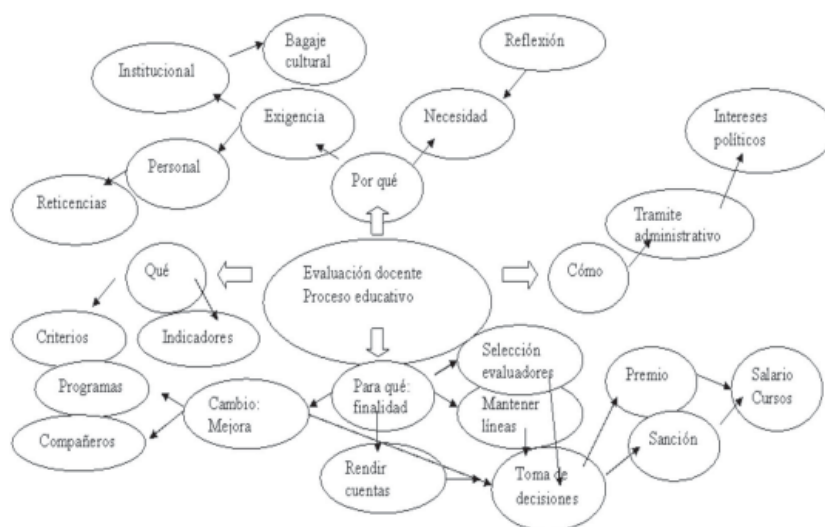 Bagaje
cultural
Reflexión
Institucional
Exigencia
Necesidad
Intereses
políticos
Personal
Por qué
Reticencias
Tramite
administrativo
Qué
Evaluación docente
Proceso educativo
Cómo
Criterios
Indicadores
Selección
evaluadores
Programas
Para qué:
finalidad
Premio
Salario
Cursos
Cambio:
Mejora
Mantener
líneas
Compañeros
Sanción
Rendir
cuentas
Toma de
decisiones